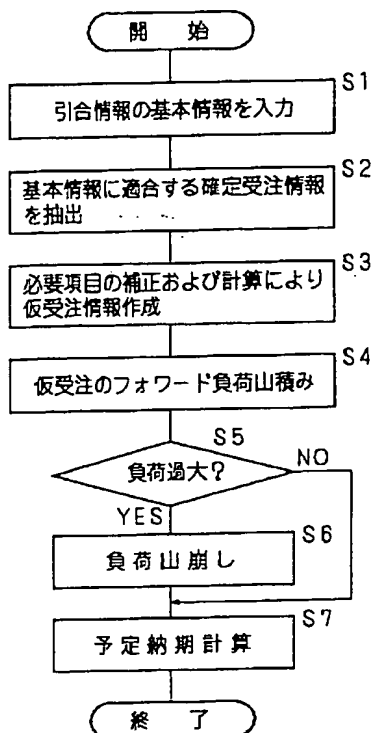 開始
S1
引合情報の基本情報を入力
S2
基本情報に適合する確定受注情報
を抽出
S3
必要項目の補正および計算により
仮受注情報作成
S4
仮受注のフォワード負荷山積み
S5
負荷過大?
NO
YES
S6
負荷山崩し
S7
予定納期計算
終了